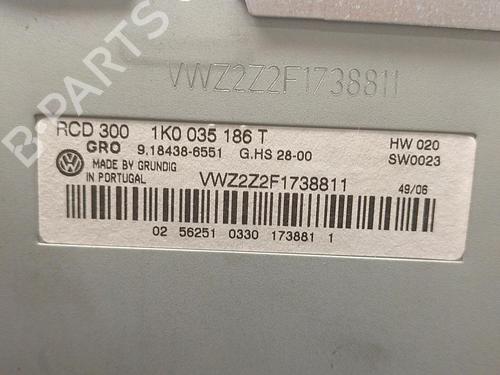 B-PARTS
VWZ2Z2F1738811
RCD 300 1K0 035 186 T
GRO 9.18438-6551 G.HS 28-00 HW 020
MADE BY GRUNDIG SW0023
IN PORTUGAL VWZ2Z2F1738811 49/06
02 56251 0330 173881 1